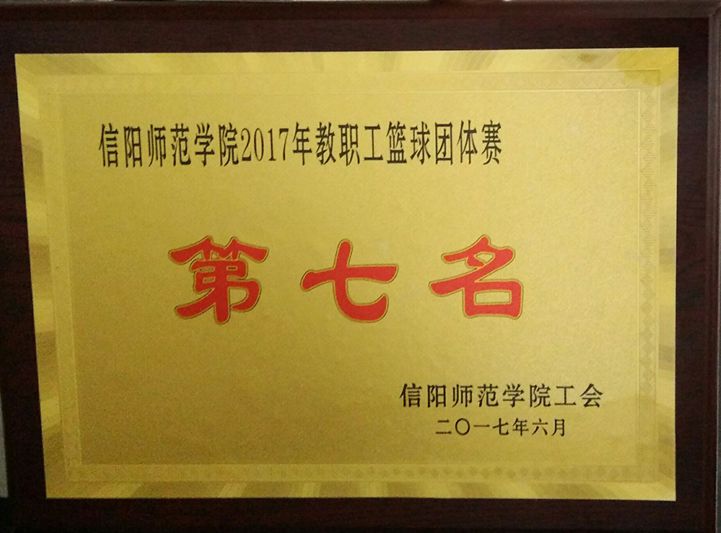 信阳师范学院2017年教职工篮球团体赛
第七名
信阳师范学院工会
二〇一七年六月